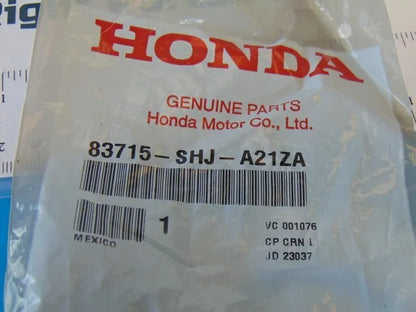 HONDA
GENUINE PARTS
Honda Motor Co., Ltd.
83715-SHJ-A21ZA
1
MEXICO
VC 001076
CP CRN L
JD 23037